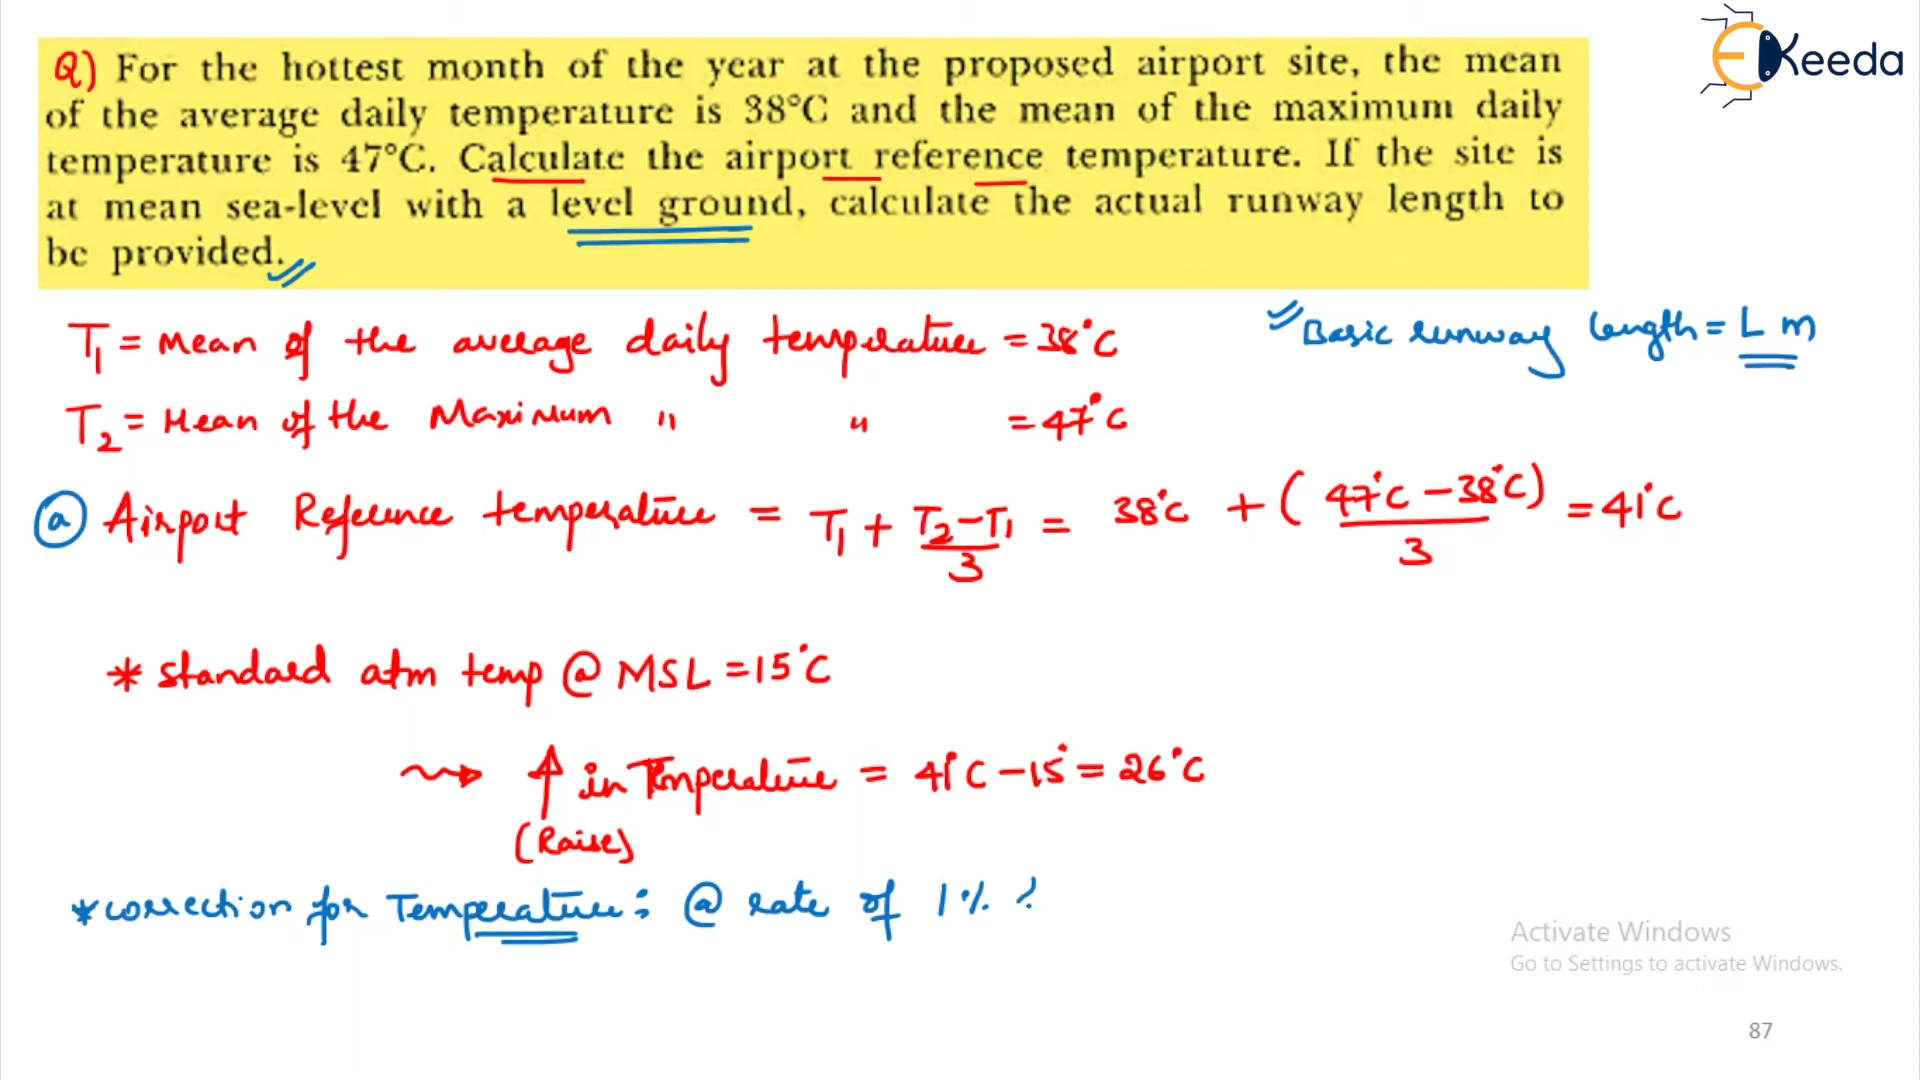 EKeeda
Q) For the hottest month of the year at the proposed airport site, the mean
of the average daily temperature is 38°C and the mean of the maximum daily
temperature is 47°C. Calculate the airport reference temperature. If the site is
at mean sea-level with a level ground, calculate the actual runway length to
be provided.
T1 = Mean of the average daily temperature = 38°C
Basic runway length = L m
T2 = Mean of the Maximum " " = 47°C
(a) Airport Reference temperature = T1 + (T2-T1)/3 = 38°C + (47°C - 38°C)/3 = 41°C
* standard atm temp @ MSL = 15°C
↑ in Temperature = 41°C - 15° = 26°C
(Raise)
* correction for Temperature: @ rate of 1%
Activate Windows
Go to Settings to activate Windows.
87